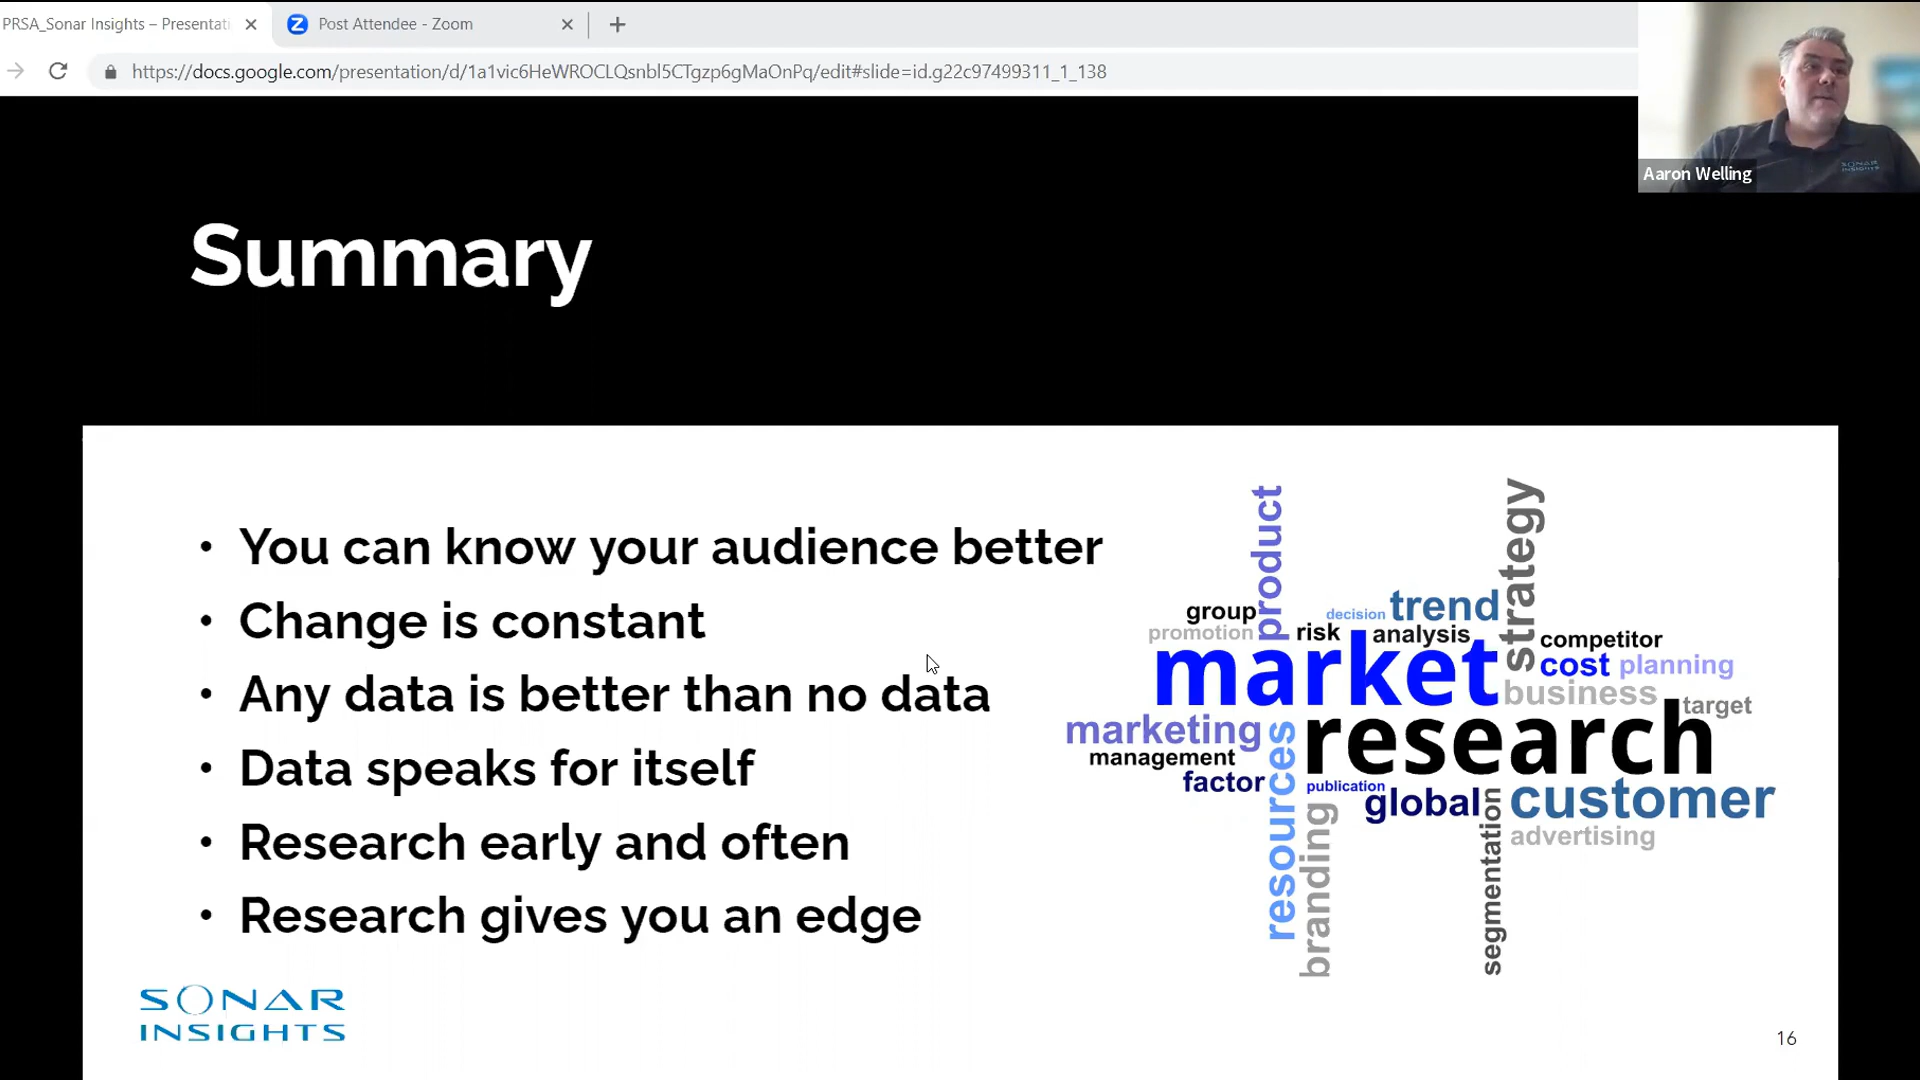 PRSA_Sonar Insights – Presentati
Post Attendee - Zoom
https://docs.google.com/presentation/d/1a1vic6HeWROCLQsnbl5CTgzp6gMaOnPq/edit#slide=id.g22c97499311_1_138
SONAR
INSIGHTS
Aaron Welling
Summary
• You can know your audience better
• Change is constant
• Any data is better than no data
• Data speaks for itself
• Research early and often
• Research gives you an edge
product
strategy
group
decision
trend
promotion
risk
analysis
competitor
market
cost
planning
business
target
marketing
research
management
factor
resources
publication
global
customer
branding
segmentation
advertising
SONAR
INSIGHTS
16